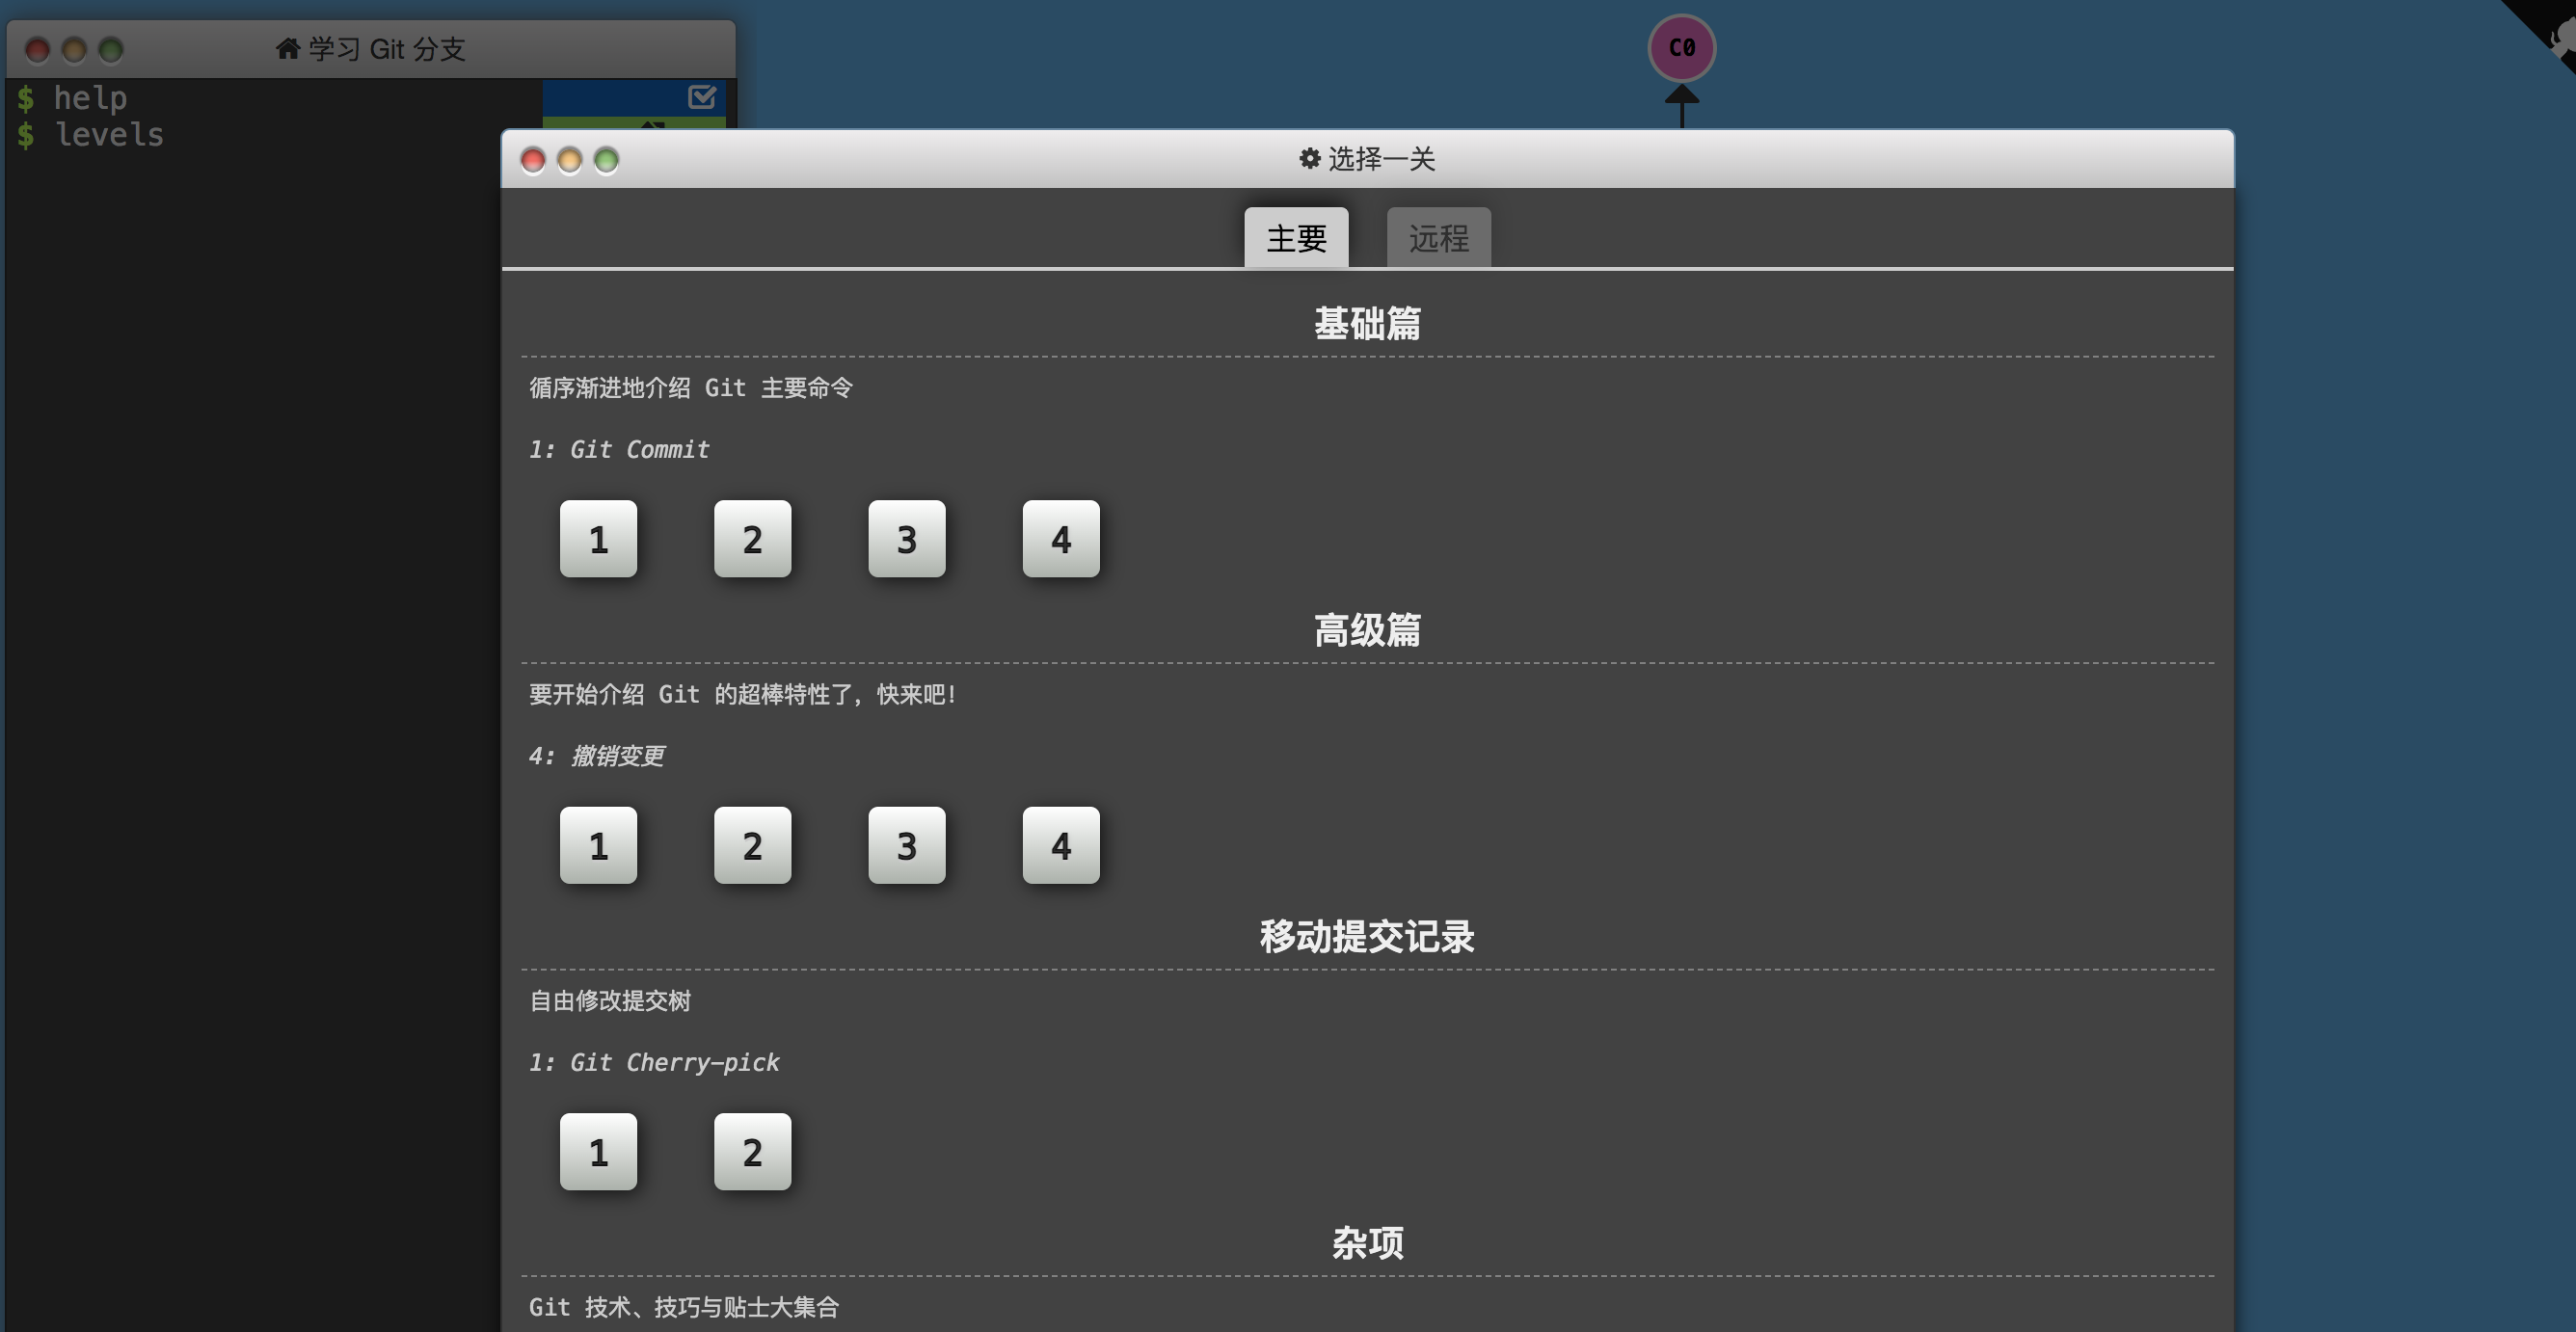 学习 Git 分支
$ help
$ levels
C0
选择一关
主要
远程
基础篇
循序渐进地介绍 Git 主要命令
1: Git Commit
1 2 3 4
高级篇
要开始介绍 Git 的超棒特性了，快来吧！
4: 撤销变更
1 2 3 4
移动提交记录
自由修改提交树
1: Git Cherry-pick
1 2
杂项
Git 技术、技巧与贴士大集合